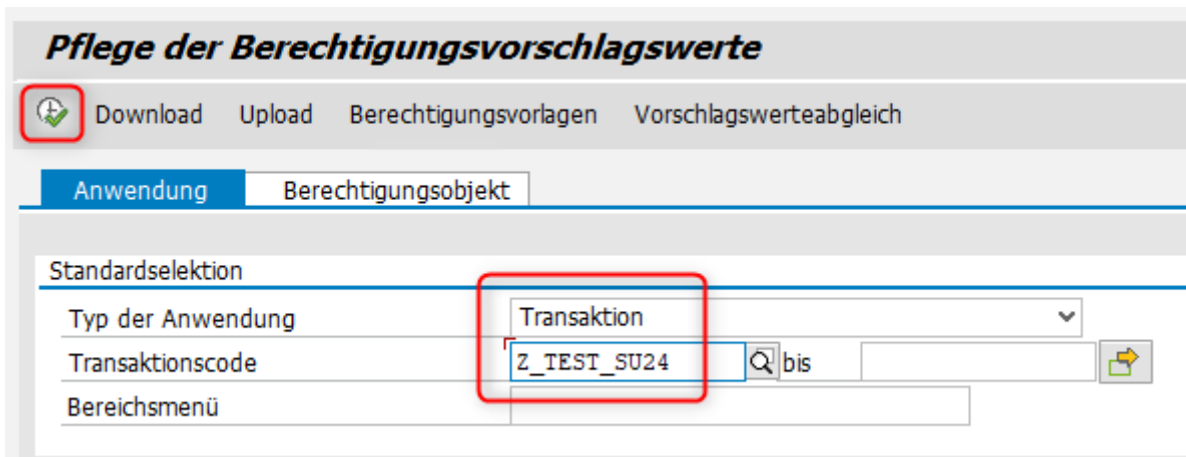 Pflege der Berechtigungsvorschlagswerte
Download Upload Berechtigungsvorlagen Vorschlagswerteabgleich
Anwendung Berechtigungsobjekt
Standardselektion
Typ der Anwendung Transaktion
Transaktionscode Z_TEST_SU24 bis
Bereichsmenü